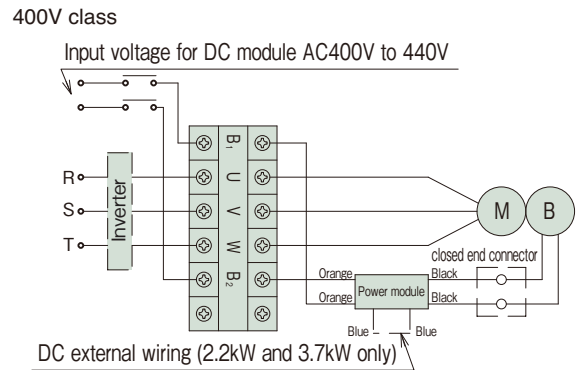 400V class
Input voltage for DC module AC400V to 440V
B1
R
U
S
Inverter
V
M
B
T
W
closed end connector
B2
Orange
Black
Power module
Orange
Black
Blue
Blue
DC external wiring (2.2kW and 3.7kW only)